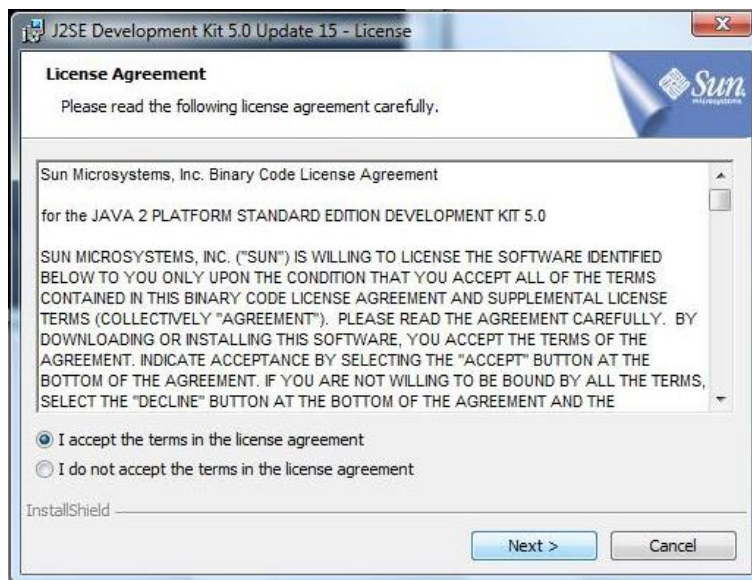 J2SE Development Kit 5.0 Update 15 - License
License Agreement
Please read the following license agreement carefully.
Sun
microsystems
Sun Microsystems, Inc. Binary Code License Agreement
for the JAVA 2 PLATFORM STANDARD EDITION DEVELOPMENT KIT 5.0
SUN MICROSYSTEMS, INC. ("SUN") IS WILLING TO LICENSE THE SOFTWARE IDENTIFIED
BELOW TO YOU ONLY UPON THE CONDITION THAT YOU ACCEPT ALL OF THE TERMS
CONTAINED IN THIS BINARY CODE LICENSE AGREEMENT AND SUPPLEMENTAL LICENSE
TERMS (COLLECTIVELY "AGREEMENT"). PLEASE READ THE AGREEMENT CAREFULLY. BY
DOWNLOADING OR INSTALLING THIS SOFTWARE, YOU ACCEPT THE TERMS OF THE
AGREEMENT. INDICATE ACCEPTANCE BY SELECTING THE "ACCEPT" BUTTON AT THE
BOTTOM OF THE AGREEMENT. IF YOU ARE NOT WILLING TO BE BOUND BY ALL THE TERMS,
SELECT THE "DECLINE" BUTTON AT THE BOTTOM OF THE AGREEMENT AND THE
I accept the terms in the license agreement
I do not accept the terms in the license agreement
InstallShield
Next >
Cancel